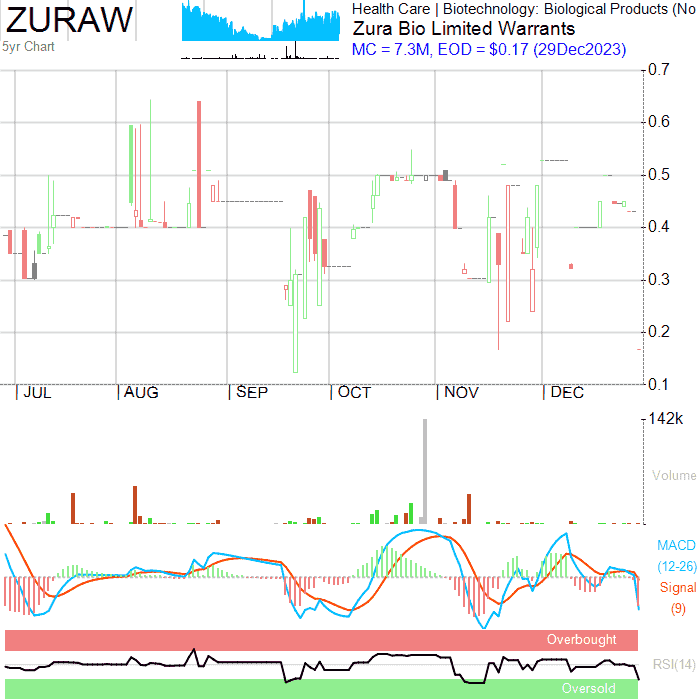 ZURAW
5yr Chart
Health Care | Biotechnology: Biological Products (No
Zura Bio Limited Warrants
MC = 7.3M, EOD = $0.17 (29Dec2023)
0.7
0.6
0.5
0.4
0.3
0.2
0.1
| JUL | AUG | SEP | OCT | NOV | DEC
142k
Volume
MACD
(12-26)
Signal
(9)
Overbought
RSI(14)
Oversold